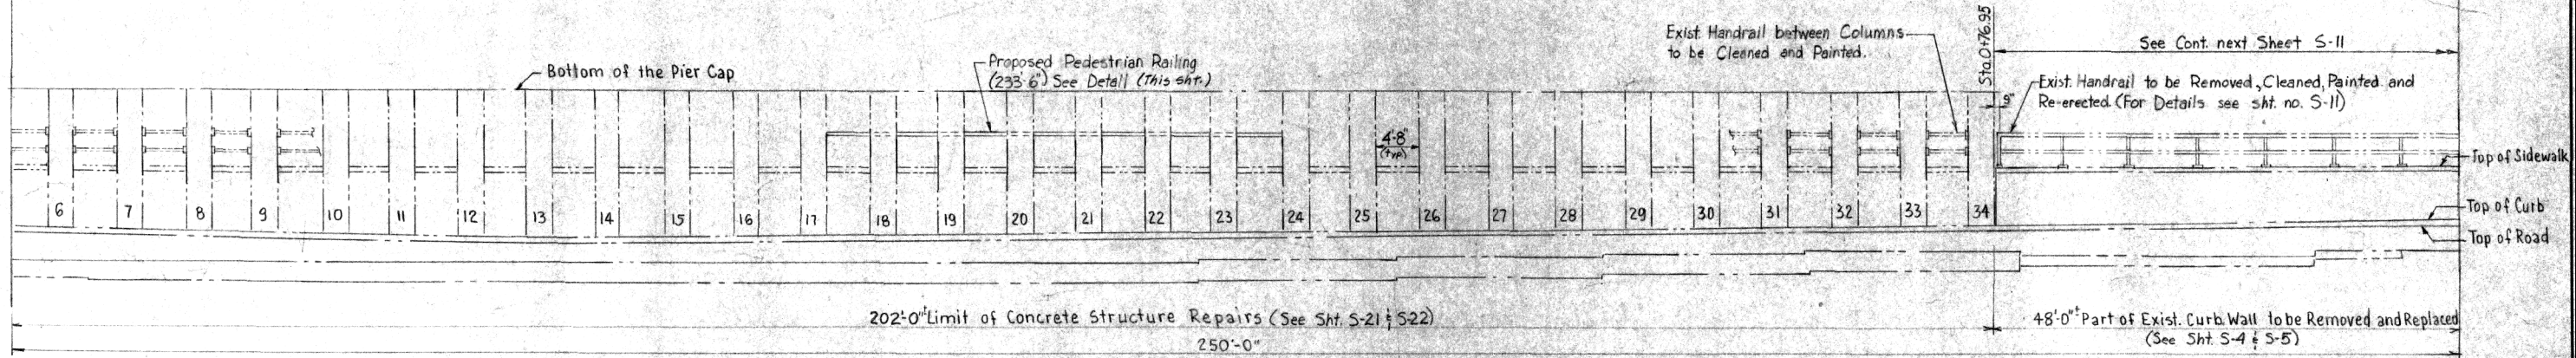 Bottom of the Pier Cap
Proposed Pedestrian Railing
(233'-6") See Detail (This sht.)
Exist. Handrail between Columns
to be Cleaned and Painted.
Sta. 0+76.95
See Cont. next Sheet S-11
9"
Exist. Handrail to be Removed, Cleaned, Painted and
Re-erected. (For Details see sht. no. S-11)
4'-8"
(typ)
Top of Sidewalk
6 7 8 9 10 11 12 13 14 15 16 17 18 19 20 21 22 23 24 25 26 27 28 29 30 31 32 33 34
Top of Curb
Top of Road
202'-0"± Limit of Concrete Structure Repairs (See Sht. S-21 & S-22)
48'-0"± Part of Exist. Curb Wall to be Removed and Replaced
(See Sht. S-4 & S-5)
250'-0"